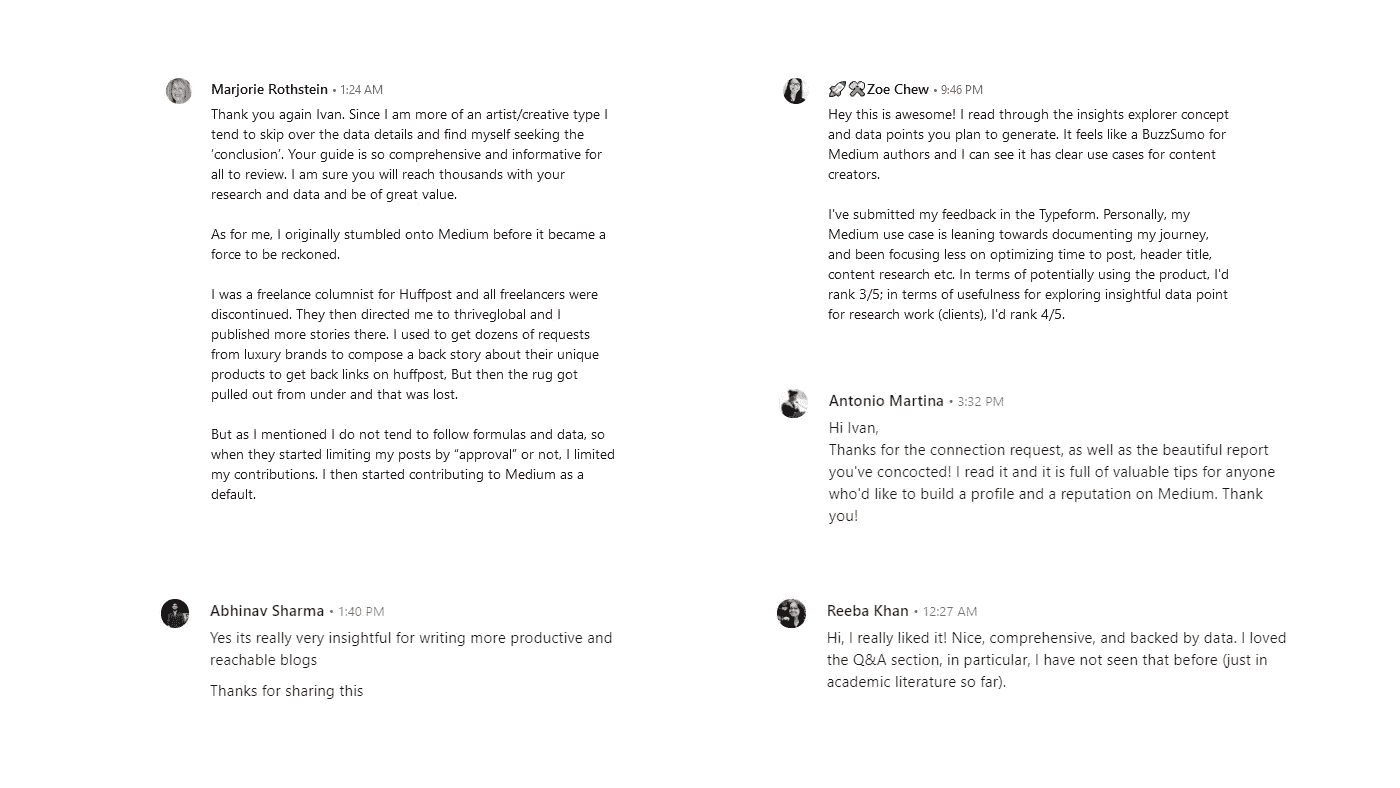 Marjorie Rothstein • 1:24 AM
Thank you again Ivan. Since I am more of an artist/creative type I
tend to skip over the data details and find myself seeking the
‘conclusion’. Your guide is so comprehensive and informative for
all to review. I am sure you will reach thousands with your
research and data and be of great value.
As for me, I originally stumbled onto Medium before it became a
force to be reckoned.
I was a freelance columnist for Huffpost and all freelancers were
discontinued. They then directed me to thriveglobal and I
published more stories there. I used to get dozens of requests
from luxury brands to compose a back story about their unique
products to get back links on huffpost, But then the rug got
pulled out from under and that was lost.
But as I mentioned I do not tend to follow formulas and data, so
when they started limiting my posts by “approval” or not, I limited
my contributions. I then started contributing to Medium as a
default.
Abhinav Sharma • 1:40 PM
Yes its really very insightful for writing more productive and
reachable blogs
Thanks for sharing this
Zoe Chew • 9:46 PM
Hey this is awesome! I read through the insights explorer concept
and data points you plan to generate. It feels like a BuzzSumo for
Medium authors and I can see it has clear use cases for content
creators.
I've submitted my feedback in the Typeform. Personally, my
Medium use case is leaning towards documenting my journey,
and been focusing less on optimizing time to post, header title,
content research etc. In terms of potentially using the product, I'd
rank 3/5; in terms of usefulness for exploring insightful data point
for research work (clients), I'd rank 4/5.
Antonio Martina • 3:32 PM
Hi Ivan,
Thanks for the connection request, as well as the beautiful report
you've concocted! I read it and it is full of valuable tips for anyone
who'd like to build a profile and a reputation on Medium. Thank
you!
Reeba Khan • 12:27 AM
Hi, I really liked it! Nice, comprehensive, and backed by data. I loved
the Q&A section, in particular, I have not seen that before (just in
academic literature so far).